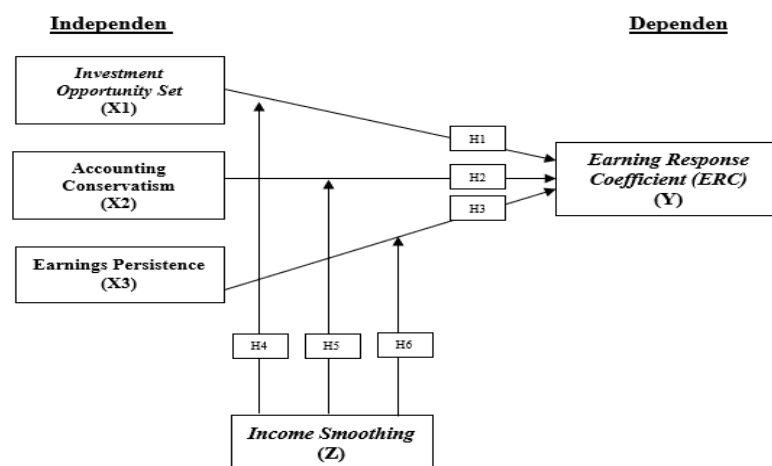 Independen
Dependen
Investment
Opportunity Set
(X1)
H1
Accounting
Conservatism
(X2)
H2
Earning Response
Coefficient (ERC)
(Y)
H3
Earnings Persistence
(X3)
H4
H5
H6
Income Smoothing
(Z)